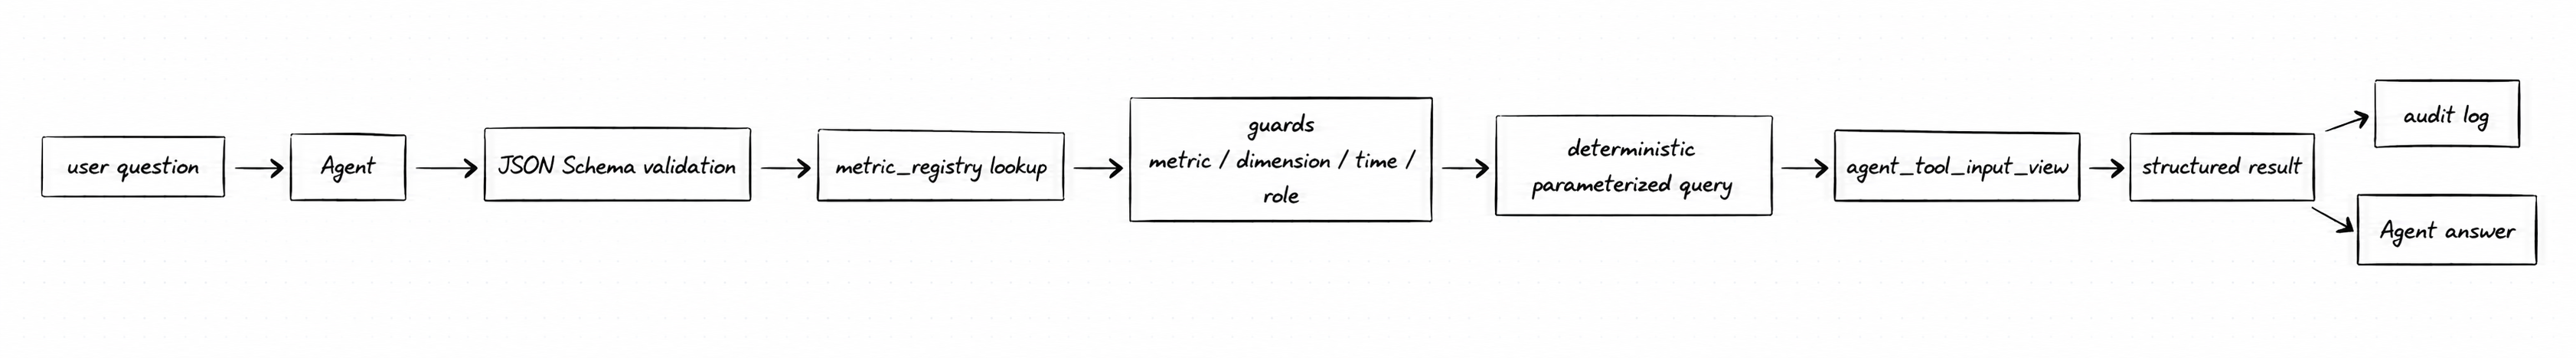 user question
Agent
JSON Schema validation
metric_registry lookup
guards
metric / dimension / time /
role
deterministic
parameterized query
agent_tool_input_view
structured result
audit log
Agent answer